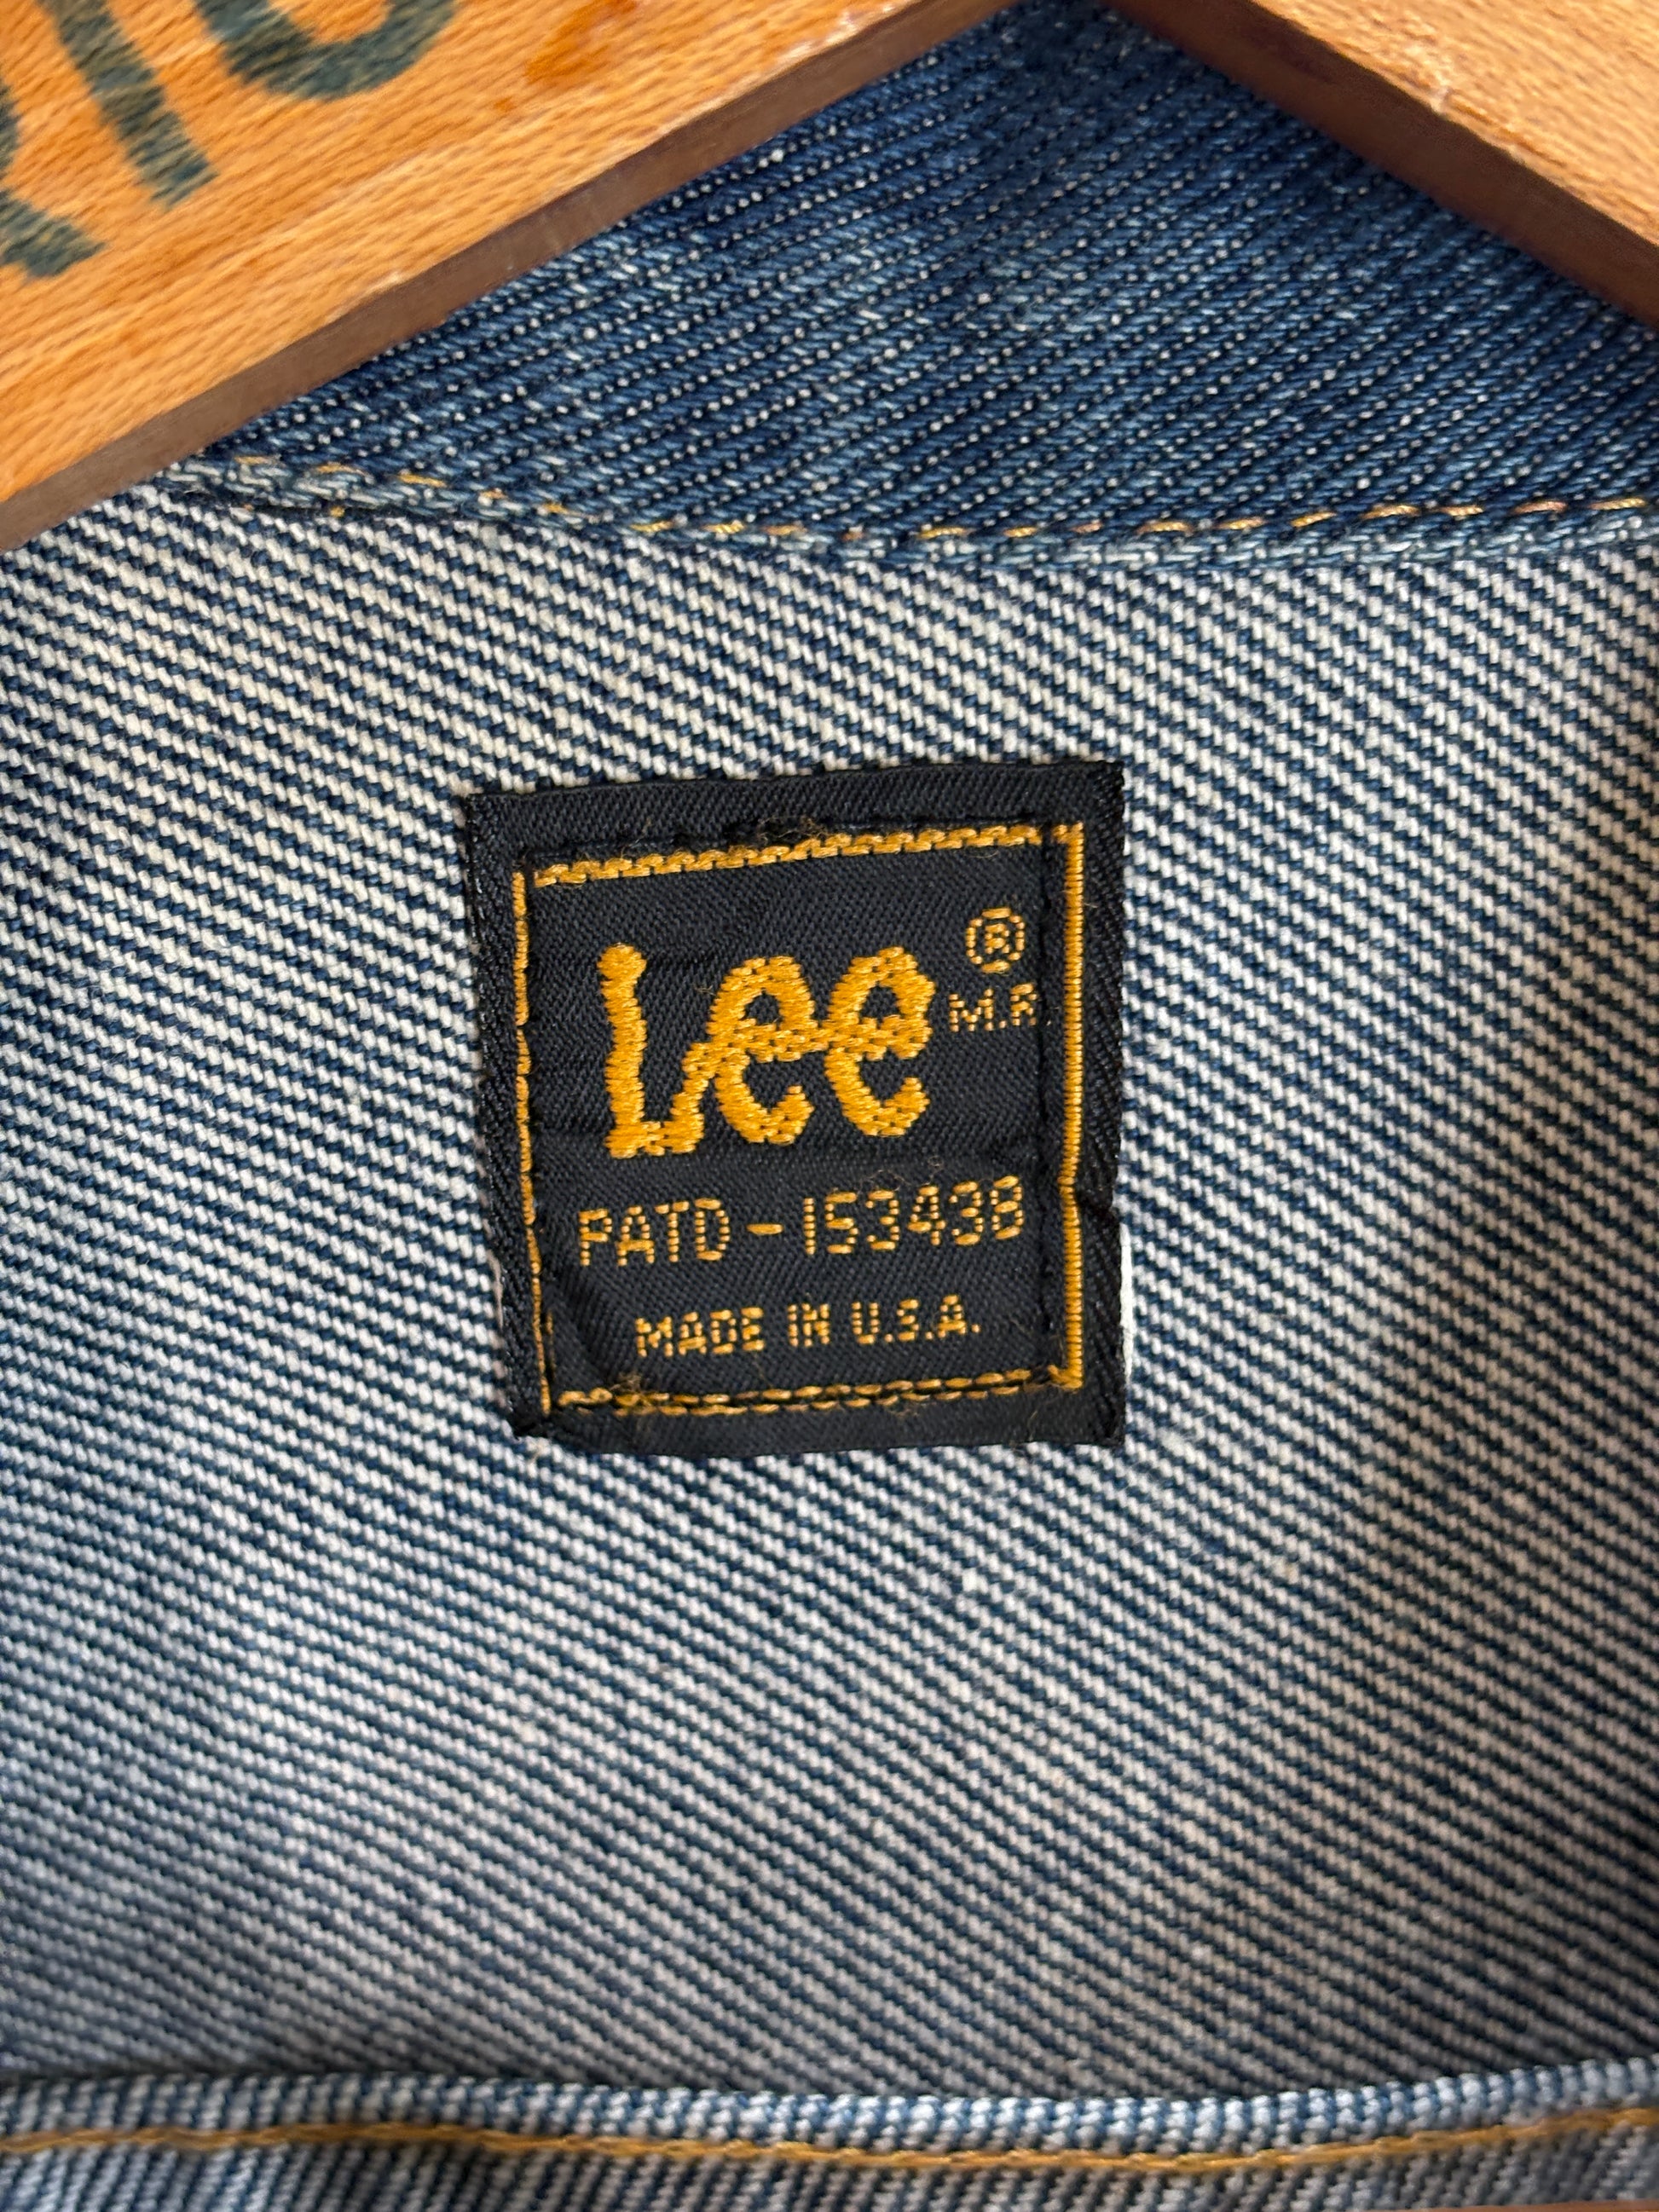 Lee ®
M.R.
PATD-153438
MADE IN U.S.A.